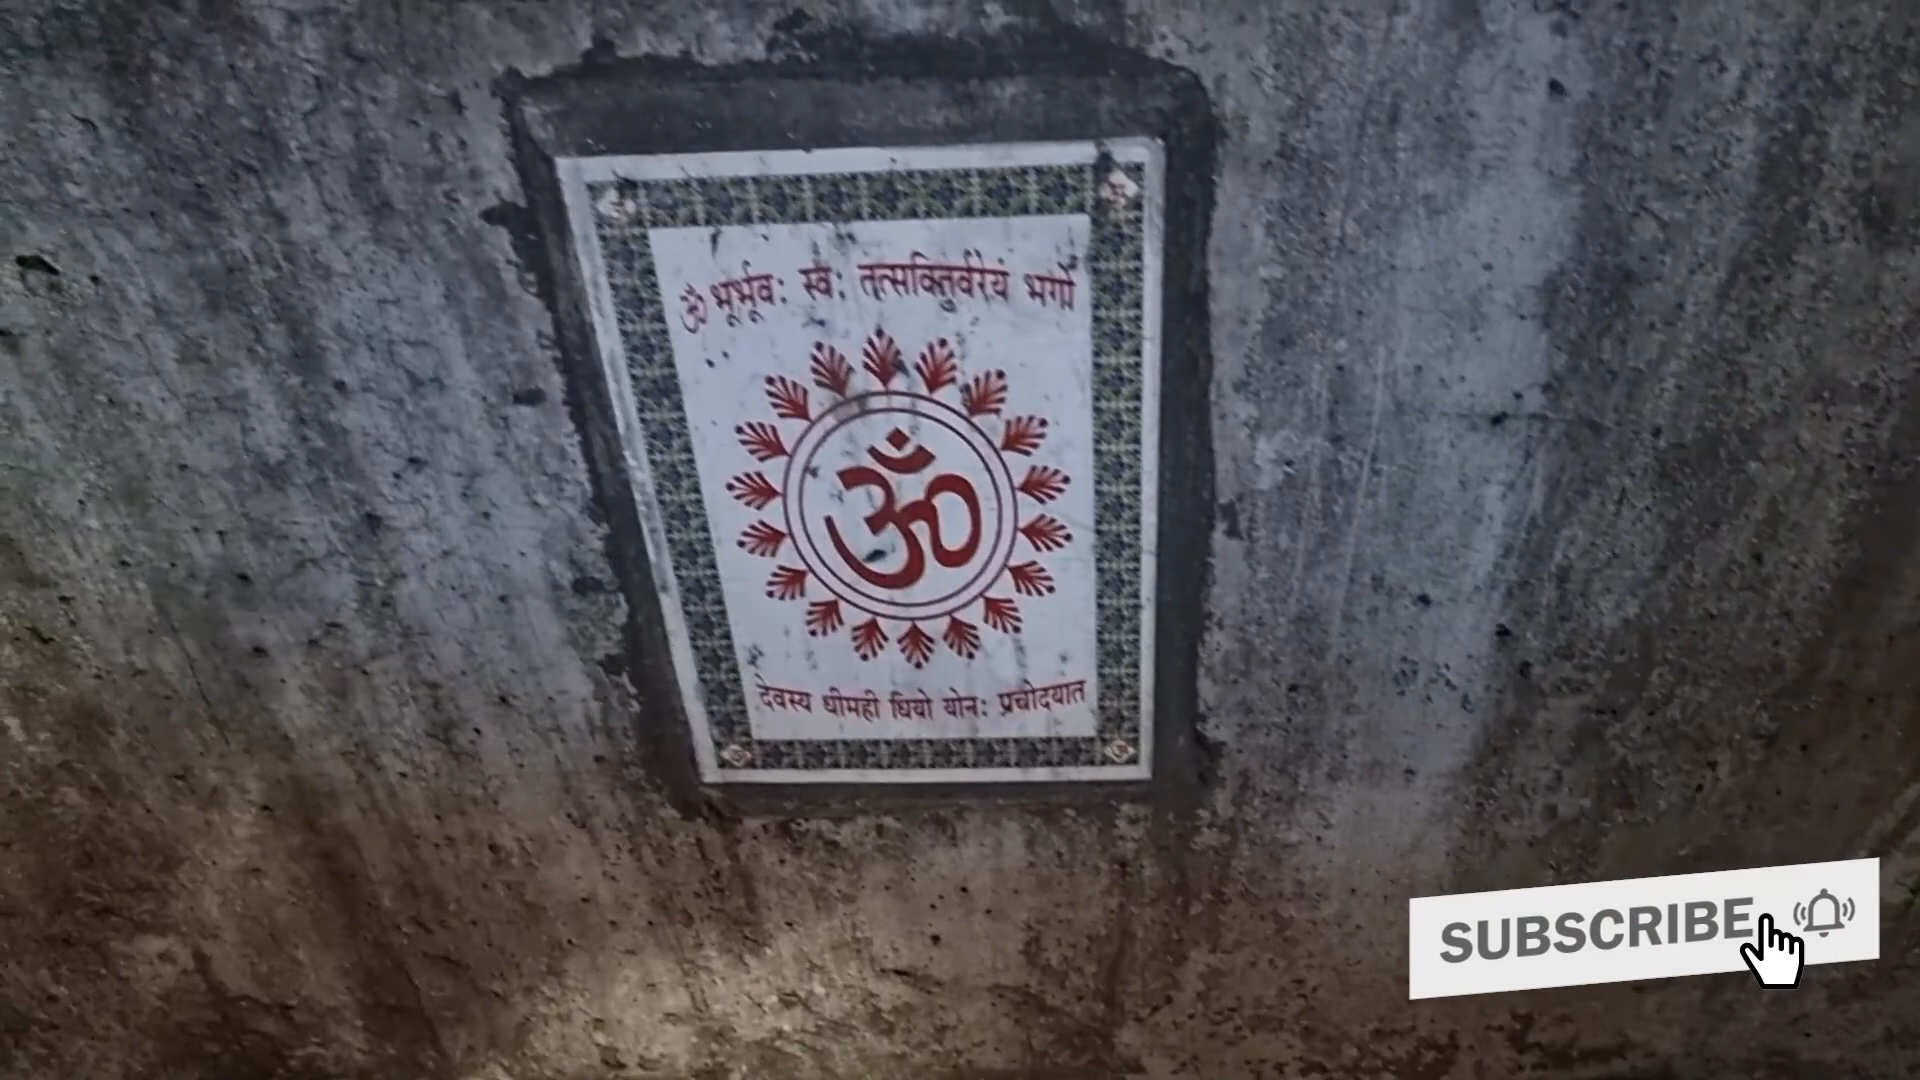 ॐ भूर्भूवः स्वः तत्सवितुर्वरेयं भर्गो
ॐ
देवस्य धीमही धियो योनः प्रचोदयात
SUBSCRIBE